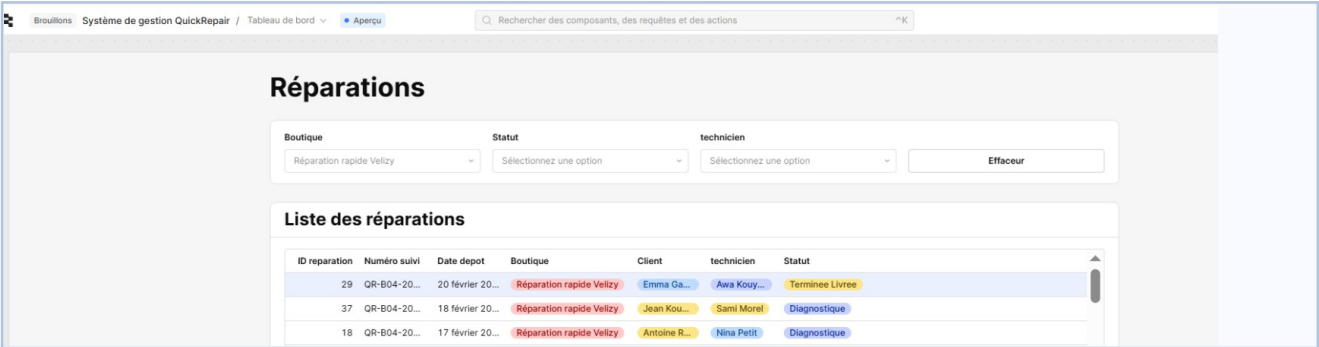 Brouillons Système de gestion QuickRepair / Tableau de bord Aperçu Rechercher des composants, des requêtes et des actions ^K
Réparations
Boutique Statut technicien
Réparation rapide Velizy Sélectionnez une option Sélectionnez une option Effaceur
Liste des réparations
ID reparation Numéro suivi Date depot Boutique Client technicien Statut
29 QR-B04-20... 20 février 20... Réparation rapide Velizy Emma Ga... Awa Kouy... Terminee Livree
37 QR-B04-20... 18 février 20... Réparation rapide Velizy Jean Kou... Sami Morel Diagnostique
18 QR-B04-20... 17 février 20... Réparation rapide Velizy Antoine R... Nina Petit Diagnostique